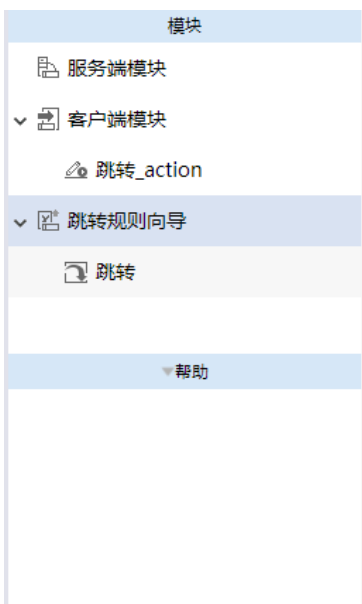 模块
服务端模块
客户端模块
跳转_action
跳转规则向导
跳转
帮助